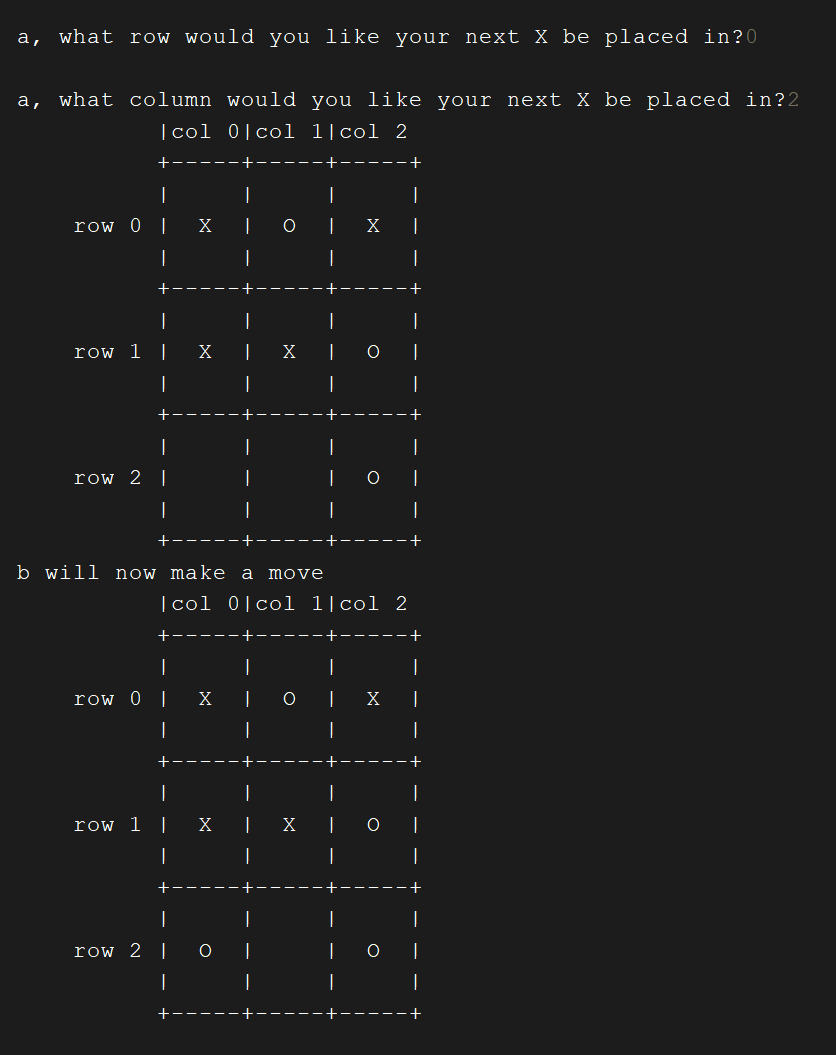 a, what row would you like your next X be placed in?0
a, what column would you like your next X be placed in?2
          |col 0|col 1|col 2
          +-----+-----+-----+
          |     |     |     |
    row 0 |  X  |  O  |  X  |
          |     |     |     |
          +-----+-----+-----+
          |     |     |     |
    row 1 |  X  |  X  |  O  |
          |     |     |     |
          +-----+-----+-----+
          |     |     |     |
    row 2 |     |     |  O  |
          |     |     |     |
          +-----+-----+-----+
b will now make a move
          |col 0|col 1|col 2
          +-----+-----+-----+
          |     |     |     |
    row 0 |  X  |  O  |  X  |
          |     |     |     |
          +-----+-----+-----+
          |     |     |     |
    row 1 |  X  |  X  |  O  |
          |     |     |     |
          +-----+-----+-----+
          |     |     |     |
    row 2 |  O  |     |  O  |
          |     |     |     |
          +-----+-----+-----+